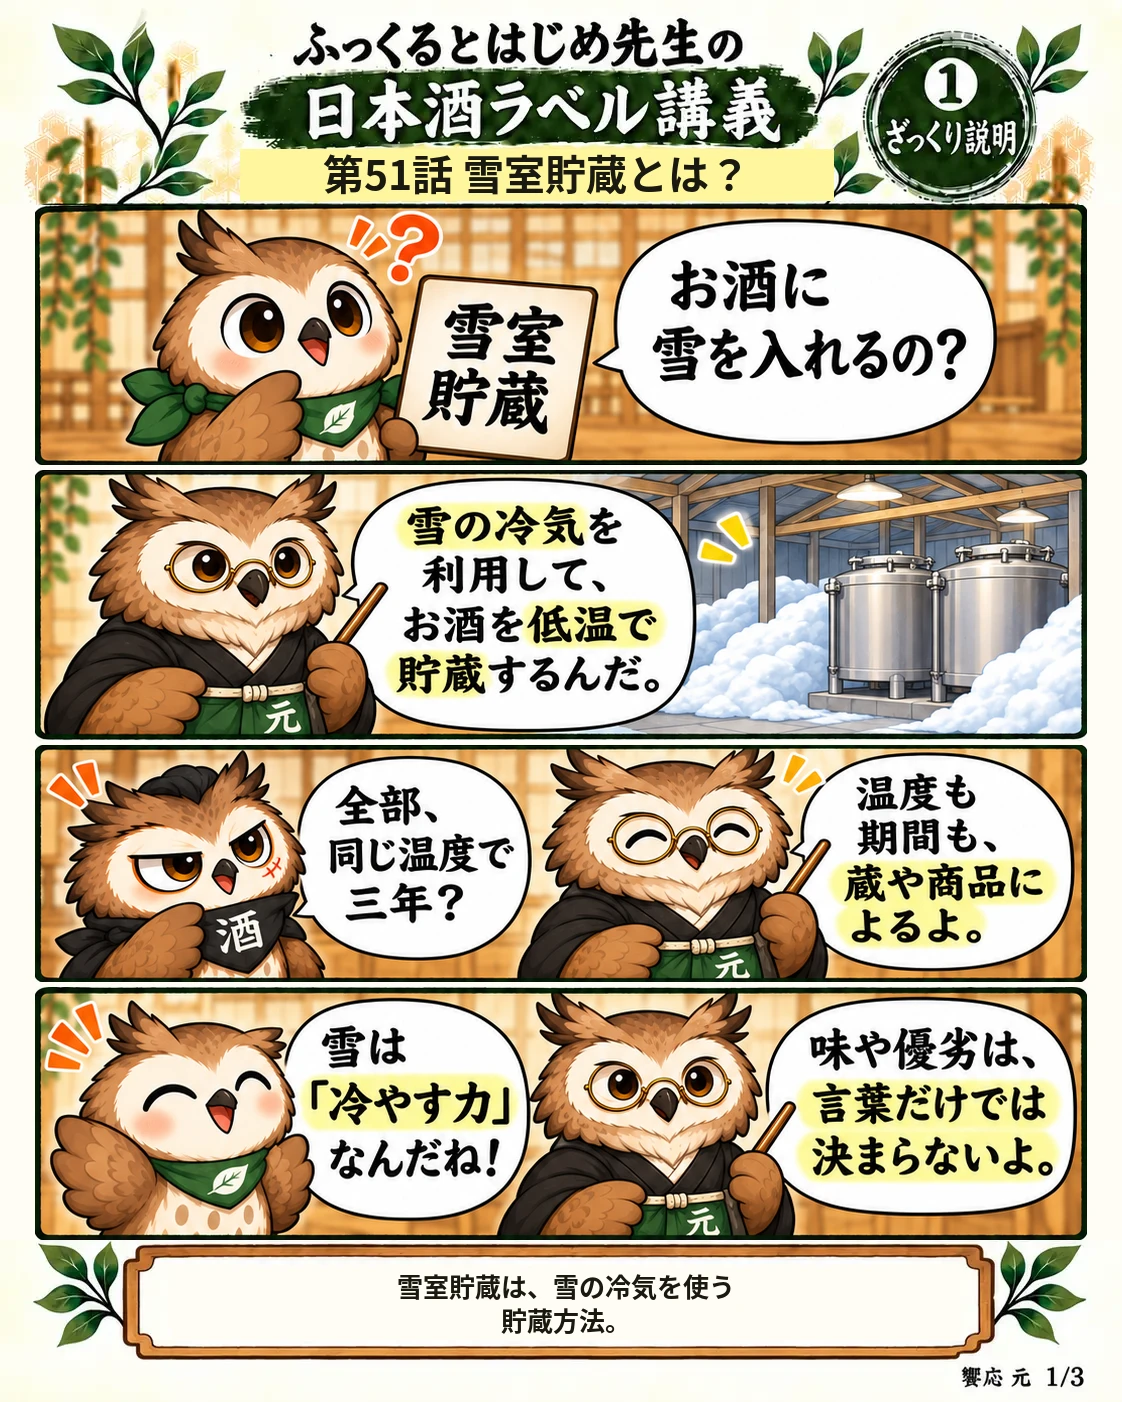 ふっくるとはじめ先生の
日本酒ラベル講義
1
ざっくり説明
第51話 雪室貯蔵とは？
?
雪室
貯蔵
お酒に
雪を入れるの?
雪の冷気を
利用して、
お酒を低温で
貯蔵するんだ。
元
全部、
同じ温度で
三年？
酒
温度も
期間も、
蔵や商品に
よるよ。
元
雪は
「冷やす力」
なんだね!
味や優劣は、
言葉だけでは
決まらないよ。
元
雪室貯蔵は、雪の冷気を使う
貯蔵方法。
饗応 元 1/3